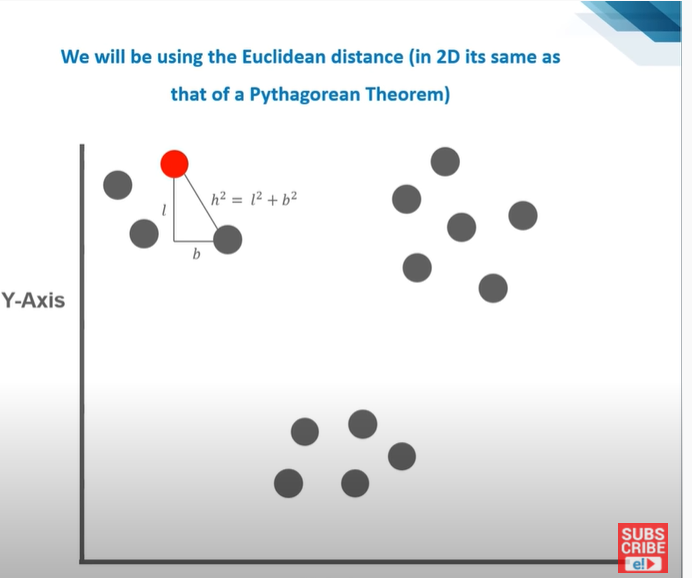 We will be using the Euclidean distance (in 2D its same as
that of a Pythagorean Theorem)
h² = l² + b²
l
b
Y-Axis
SUBS
CRIBE
e!